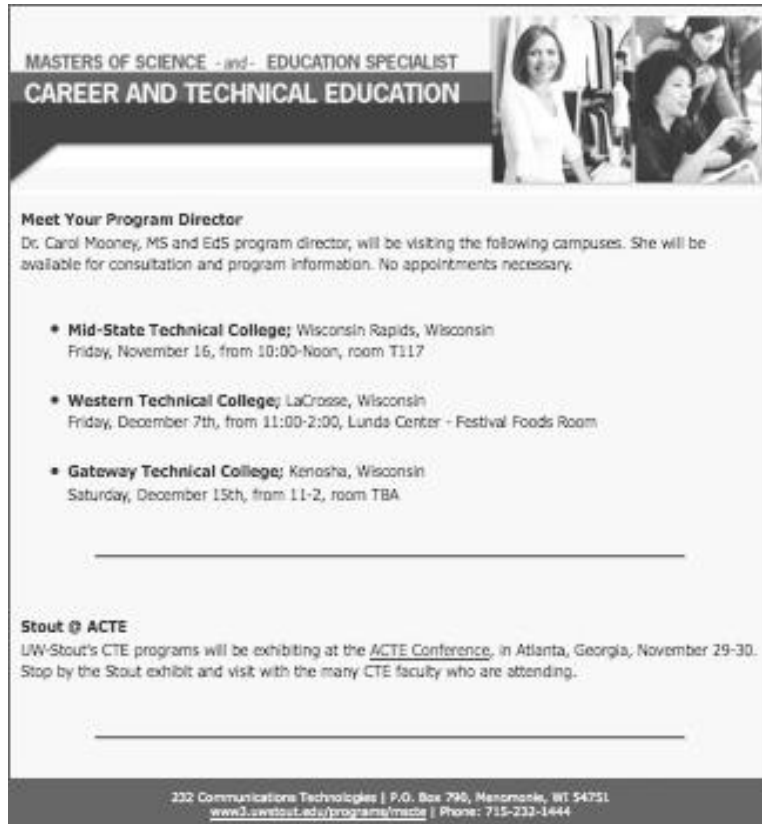 MASTERS OF SCIENCE - and - EDUCATION SPECIALIST
CAREER AND TECHNICAL EDUCATION
Meet Your Program Director
Dr. Carol Mooney, MS and EdS program director, will be visiting the following campuses. She will be
available for consultation and program information. No appointments necessary.
• Mid-State Technical College; Wisconsin Rapids, Wisconsin
Friday, November 16, from 10:00-Noon, room T117
• Western Technical College; LaCrosse, Wisconsin
Friday, December 7th, from 11:00-2:00, Lunda Center - Festival Foods Room
• Gateway Technical College; Kenosha, Wisconsin
Saturday, December 15th, from 11-2, room TBA
Stout @ ACTE
UW-Stout's CTE programs will be exhibiting at the ACTE Conference, in Atlanta, Georgia, November 29-30.
Stop by the Stout exhibit and visit with the many CTE faculty who are attending.
232 Communications Technologies | P.O. Box 790, Menomonie, WI 54751
www3.uwstout.edu/programs/mscte | Phone: 715-232-1444